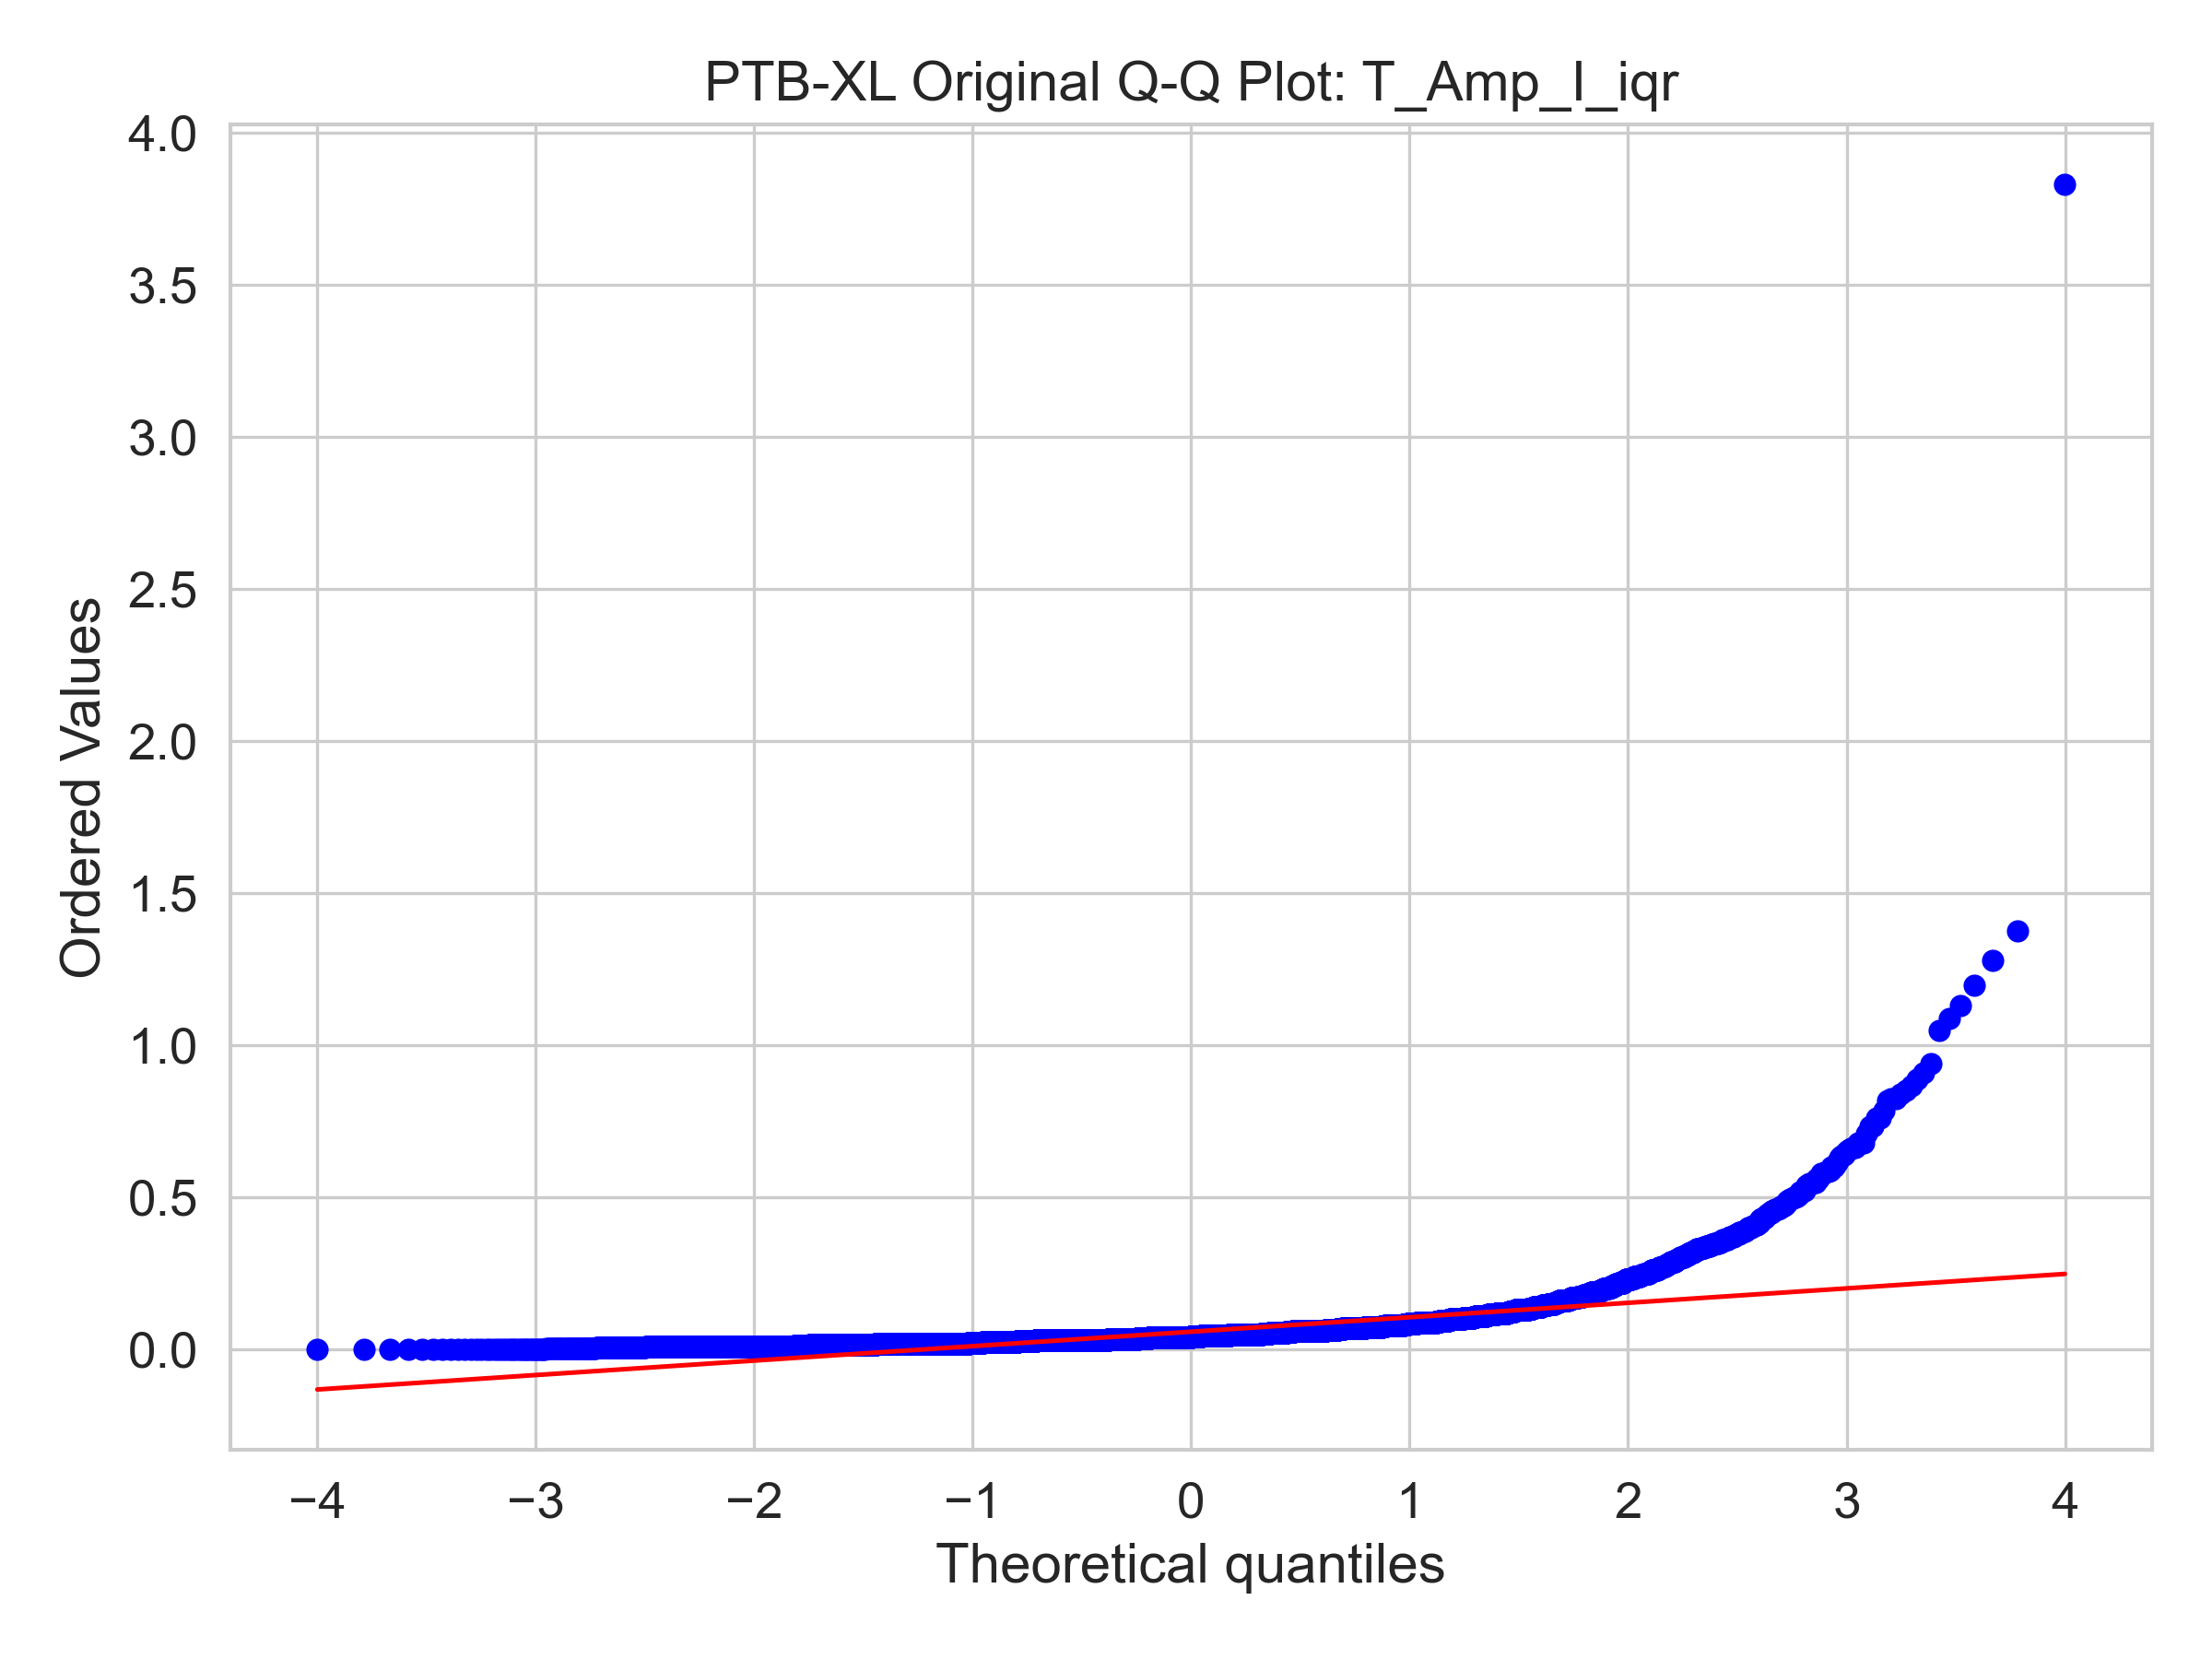 PTB-XL Original Q-Q Plot: T_Amp_I_iqr
4.0
3.5
3.0
2.5
2.0
1.5
1.0
0.5
0.0
Ordered Values
−4 −3 −2 −1 0 1 2 3 4
Theoretical quantiles